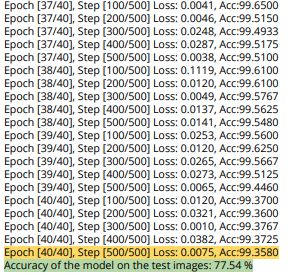 Epoch [37/40], Step [100/500] Loss: 0.0041, Acc:99.6500
Epoch [37/40], Step [200/500] Loss: 0.0046, Acc:99.5150
Epoch [37/40], Step [300/500] Loss: 0.0248, Acc:99.4933
Epoch [37/40], Step [400/500] Loss: 0.0287, Acc:99.5175
Epoch [37/40], Step [500/500] Loss: 0.0038, Acc:99.5100
Epoch [38/40], Step [100/500] Loss: 0.1119, Acc:99.6100
Epoch [38/40], Step [200/500] Loss: 0.0120, Acc:99.6100
Epoch [38/40], Step [300/500] Loss: 0.0049, Acc:99.5767
Epoch [38/40], Step [400/500] Loss: 0.0137, Acc:99.5625
Epoch [38/40], Step [500/500] Loss: 0.0141, Acc:99.5480
Epoch [39/40], Step [100/500] Loss: 0.0253, Acc:99.5600
Epoch [39/40], Step [200/500] Loss: 0.0120, Acc:99.6250
Epoch [39/40], Step [300/500] Loss: 0.0265, Acc:99.5667
Epoch [39/40], Step [400/500] Loss: 0.0273, Acc:99.5125
Epoch [39/40], Step [500/500] Loss: 0.0065, Acc:99.4460
Epoch [40/40], Step [100/500] Loss: 0.0120, Acc:99.3700
Epoch [40/40], Step [200/500] Loss: 0.0321, Acc:99.3600
Epoch [40/40], Step [300/500] Loss: 0.0010, Acc:99.3767
Epoch [40/40], Step [400/500] Loss: 0.0382, Acc:99.3725
Epoch [40/40], Step [500/500] Loss: 0.0075, Acc:99.3580
Accuracy of the model on the test images: 77.54 %